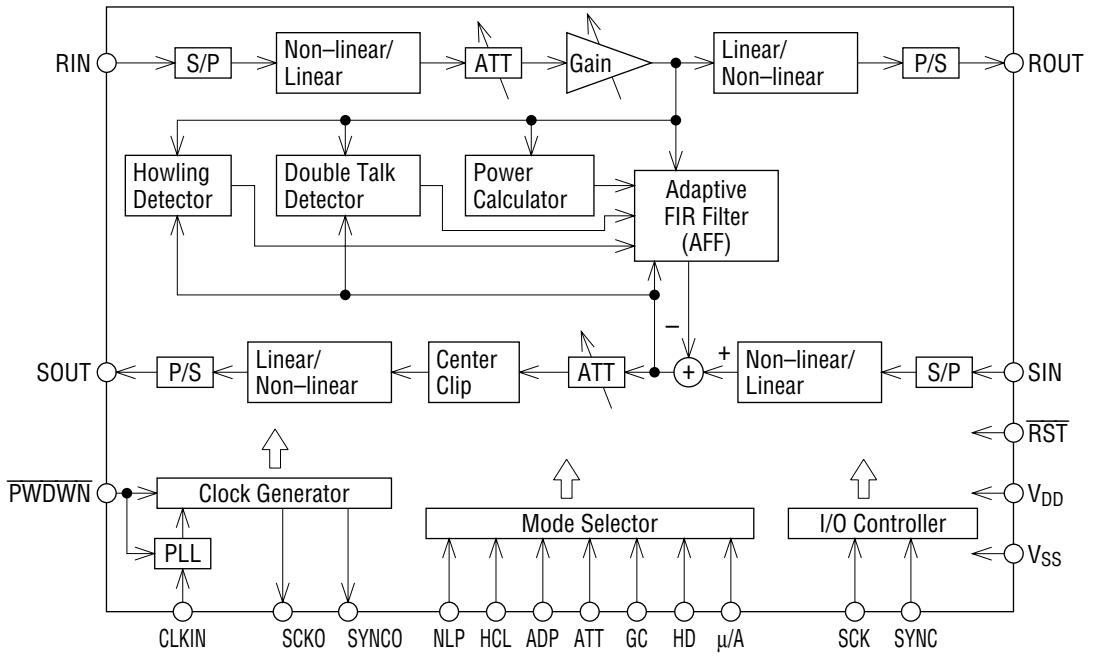 RIN
S/P
Non–linear/
Linear
ATT
Gain
Linear/
Non–linear
P/S
ROUT
Howling
Detector
Double Talk
Detector
Power
Calculator
Adaptive
FIR Filter
(AFF)
–
+
SOUT
P/S
Linear/
Non–linear
Center
Clip
ATT
+
Non–linear/
Linear
S/P
SIN
RST
PWDWN
Clock Generator
VDD
Mode Selector
I/O Controller
PLL
VSS
CLKIN
SCKO
SYNCO
NLP
HCL
ADP
ATT
GC
HD
μ/A
SCK
SYNC